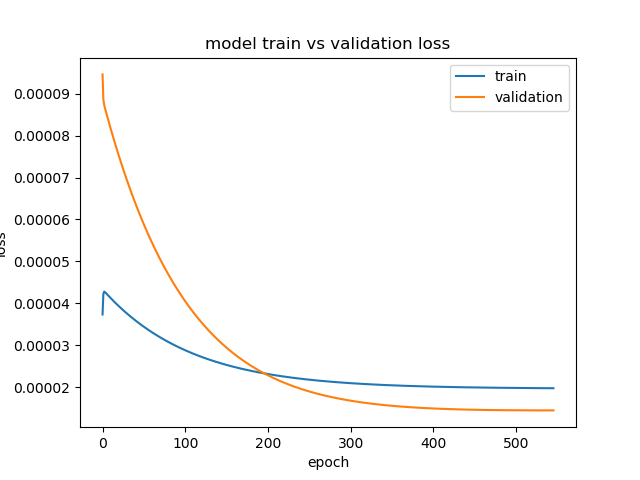 model train vs validation loss
train
validation
0.00009
0.00008
0.00007
0.00006
0.00005
0.00004
0.00003
0.00002
loss
0 100 200 300 400 500
epoch